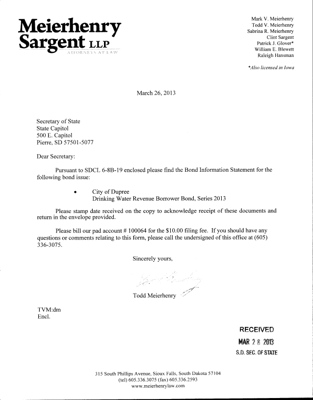 Meierhenry
Sargent LLP
ATTORNEYS AT LAW
Mark V. Meierhenry
Todd V. Meierhenry
Sabrina R. Meierhenry
Clint Sargent
Patrick J. Glover*
William E. Blewett
Raleigh Hansman
*Also licensed in Iowa
March 26, 2013
Secretary of State
State Capitol
500 E. Capitol
Pierre, SD 57501-5077
Dear Secretary:
Pursuant to SDCL 6-8B-19 enclosed please find the Bond Information Statement for the
following bond issue:
• City of Dupree
Drinking Water Revenue Borrower Bond, Series 2013
Please stamp date received on the copy to acknowledge receipt of these documents and
return in the envelope provided.
Please bill our pad account # 100064 for the $10.00 filing fee. If you should have any
questions or comments relating to this form, please call the undersigned of this office at (605)
336-3075.
Sincerely yours,
Todd Meierhenry
TVM:dm
Encl.
RECEIVED
MAR 28 2013
S.D. SEC. OF STATE
315 South Phillips Avenue, Sioux Falls, South Dakota 57104
(tel) 605.336.3075 (fax) 605.336.2593
www.meierhenrylaw.com